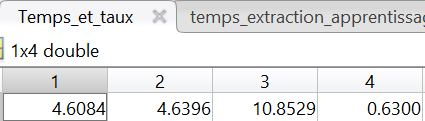 Temps_et_taux temps_extraction_apprentissag
1x4 double
1 2 3 4
4.6084 4.6396 10.8529 0.6300